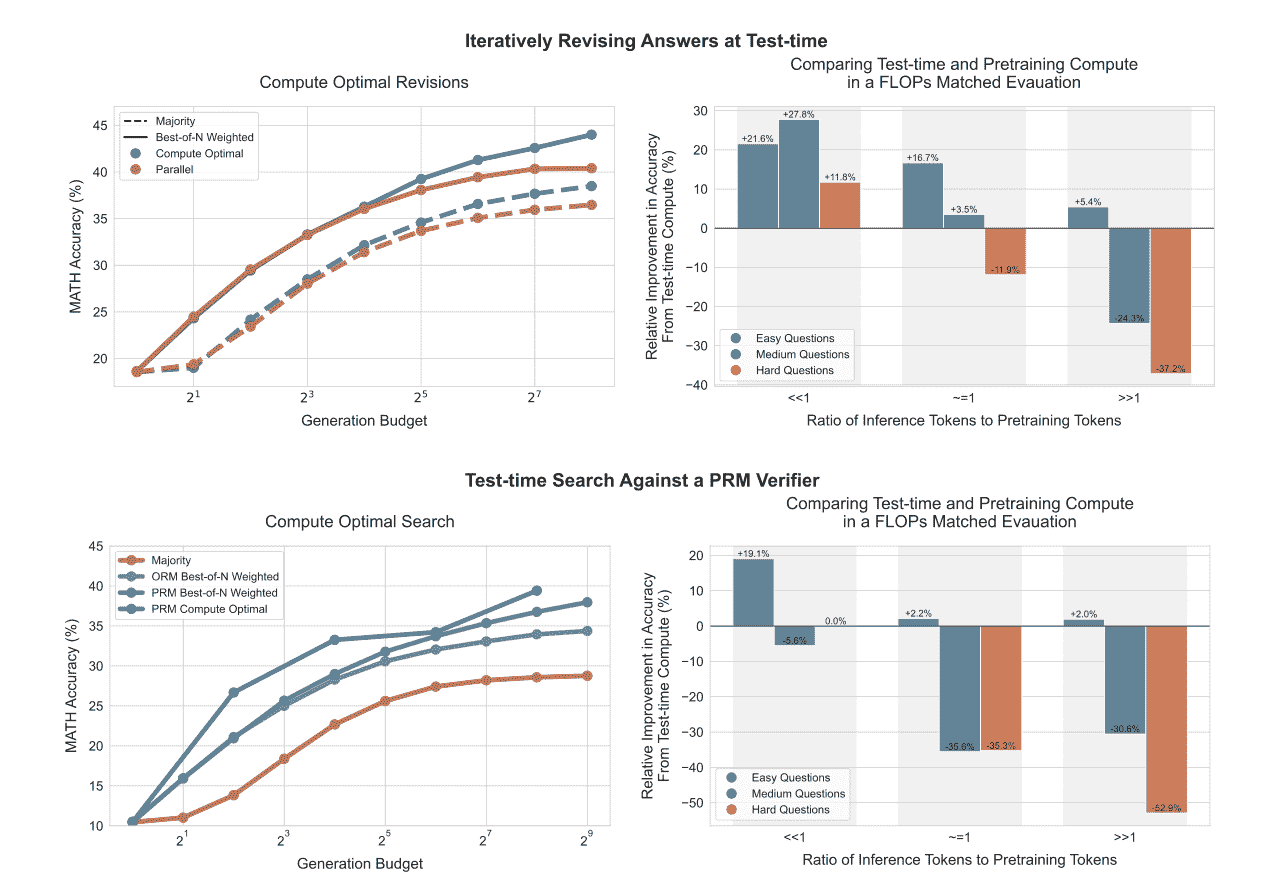 Iteratively Revising Answers at Test-time
Compute Optimal Revisions
45
40
35
30
25
20
MATH Accuracy (%)
Majority
Best-of-N Weighted
Compute Optimal
Parallel
2^1
2^3
2^5
2^7
Generation Budget
Comparing Test-time and Pretraining Compute
in a FLOPs Matched Evauation
30
20
10
0
−10
−20
−30
−40
Relative Improvement in Accuracy
From Test-time Compute (%)
+21.6%
+27.8%
+11.8%
+16.7%
+3.5%
-11.9%
+5.4%
-24.3%
-37.2%
Easy Questions
Medium Questions
Hard Questions
<<1
~=1
>>1
Ratio of Inference Tokens to Pretraining Tokens
Test-time Search Against a PRM Verifier
Compute Optimal Search
45
40
35
30
25
20
15
10
MATH Accuracy (%)
Majority
ORM Best-of-N Weighted
PRM Best-of-N Weighted
PRM Compute Optimal
2^1
2^3
2^5
2^7
2^9
Generation Budget
Comparing Test-time and Pretraining Compute
in a FLOPs Matched Evauation
20
10
0
−10
−20
−30
−40
−50
Relative Improvement in Accuracy
From Test-time Compute (%)
+19.1%
-5.6%
0.0%
+2.2%
-35.6%
-35.3%
+2.0%
-30.6%
-52.9%
Easy Questions
Medium Questions
Hard Questions
<<1
~=1
>>1
Ratio of Inference Tokens to Pretraining Tokens